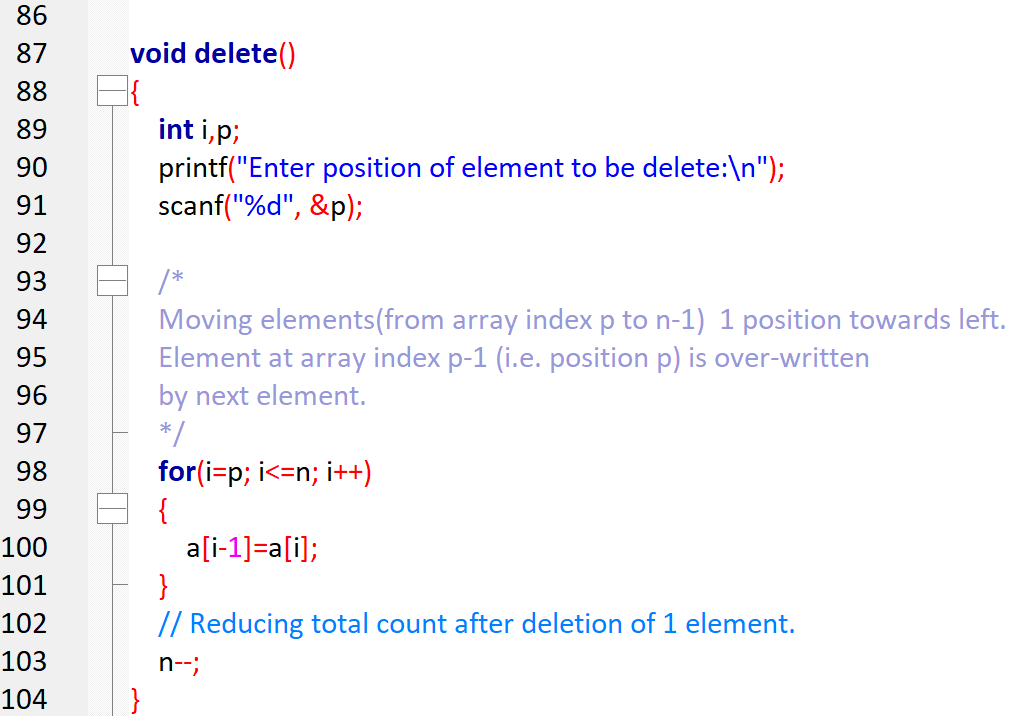 86
87 void delete()
88 {
89 int i,p;
90 printf("Enter position of element to be delete:\n");
91 scanf("%d", &p);
92
93 /*
94 Moving elements(from array index p to n-1)  1 position towards left.
95 Element at array index p-1 (i.e. position p) is over-written
96 by next element.
97 */
98 for(i=p; i<=n; i++)
99 {
100 a[i-1]=a[i];
101 }
102 // Reducing total count after deletion of 1 element.
103 n--;
104 }